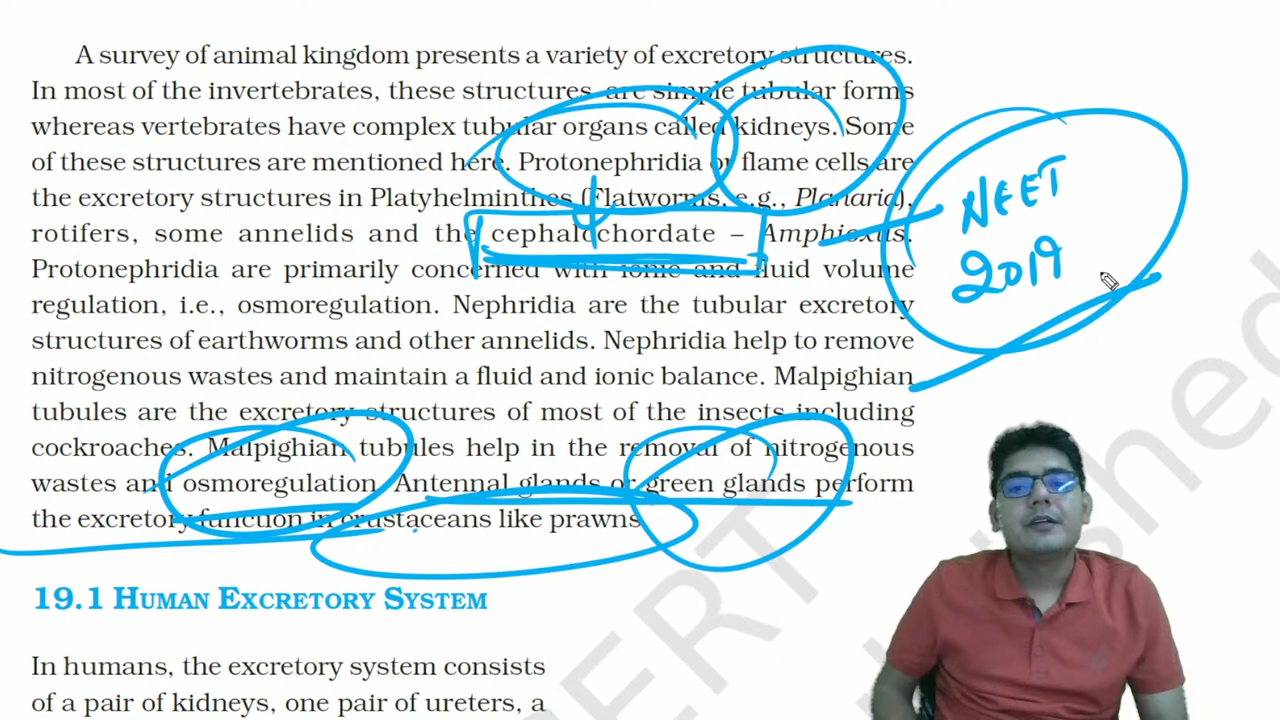 A survey of animal kingdom presents a variety of excretory structures.
In most of the invertebrates, these structures are simple tubular forms
whereas vertebrates have complex tubular organs called kidneys. Some
of these structures are mentioned here. Protonephridia or flame cells are
the excretory structures in Platyhelminthes (Flatworms, e.g., Planaria),
rotifers, some annelids and the cephalochordate – Amphioxus.
Protonephridia are primarily concerned with ionic and fluid volume
regulation, i.e., osmoregulation. Nephridia are the tubular excretory
structures of earthworms and other annelids. Nephridia help to remove
nitrogenous wastes and maintain a fluid and ionic balance. Malpighian
tubules are the excretory structures of most of the insects including
cockroaches. Malpighian tubules help in the removal of nitrogenous
wastes and osmoregulation. Antennal glands or green glands perform
the excretory function in crustaceans like prawns.
NEET
2019
19.1 HUMAN EXCRETORY SYSTEM
In humans, the excretory system consists
of a pair of kidneys, one pair of ureters, a